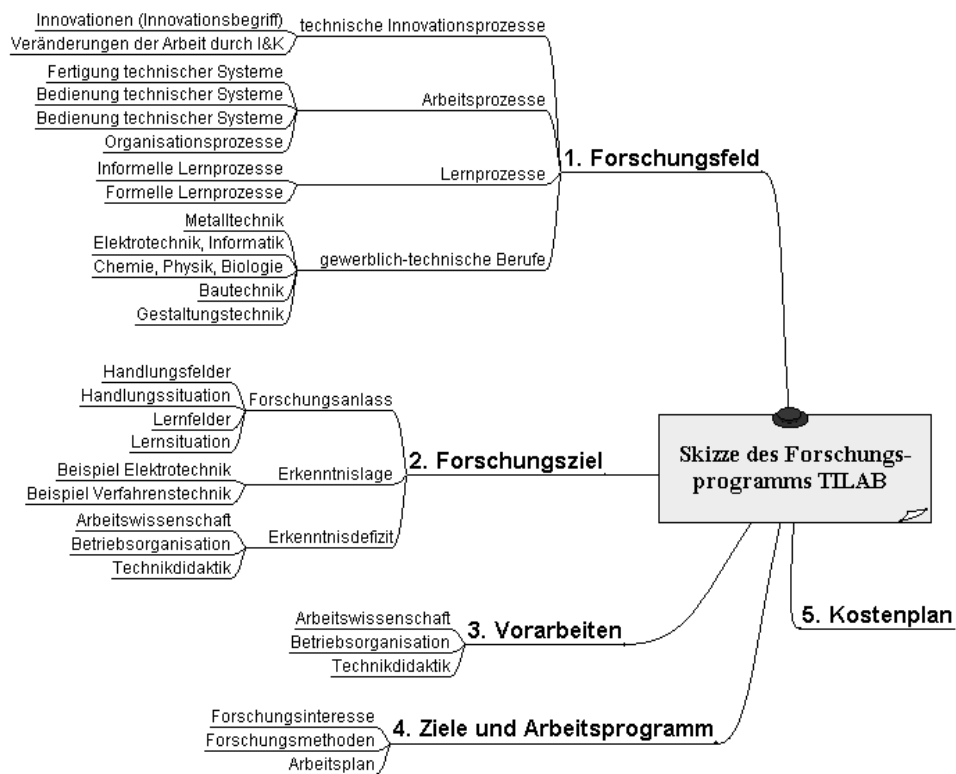 Innovationen (Innovationsbegriff)
Veränderungen der Arbeit durch I&K
technische Innovationsprozesse
Fertigung technischer Systeme
Bedienung technischer Systeme
Bedienung technischer Systeme
Organisationsprozesse
Arbeitsprozesse
Informelle Lernprozesse
Formelle Lernprozesse
Lernprozesse
Metalltechnik
Elektrotechnik, Informatik
Chemie, Physik, Biologie
Bautechnik
Gestaltungstechnik
gewerblich-technische Berufe
1. Forschungsfeld
Handlungsfelder
Handlungssituation
Lernfelder
Lernsituation
Forschungsanlass
Beispiel Elektrotechnik
Beispiel Verfahrenstechnik
Erkenntnislage
Arbeitswissenschaft
Betriebsorganisation
Technikdidaktik
Erkenntnisdefizit
2. Forschungsziel
Skizze des Forschungs-
programms TILAB
Arbeitswissenschaft
Betriebsorganisation
Technikdidaktik
3. Vorarbeiten
5. Kostenplan
Forschungsinteresse
Forschungsmethoden
Arbeitsplan
4. Ziele und Arbeitsprogramm